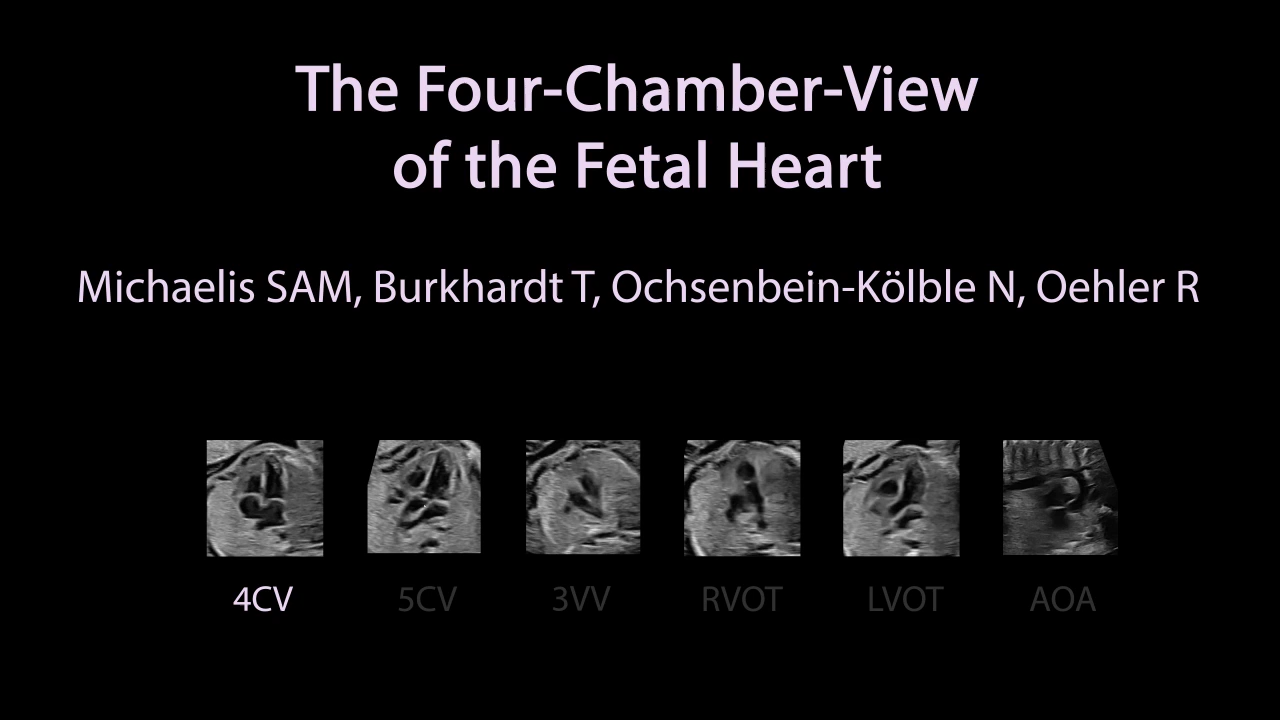 The Four-Chamber-View
of the Fetal Heart
Michaelis SAM, Burkhardt T, Ochsenbein-Kölble N, Oehler R
4CV 5CV 3VV RVOT LVOT AOA